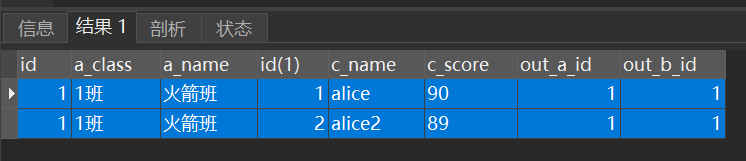 信息 结果 1 剖析 状态
id a_class a_name id(1) c_name c_score out_a_id out_b_id
1 1班 火箭班 1 alice 90 1 1
1 1班 火箭班 2 alice2 89 1 1